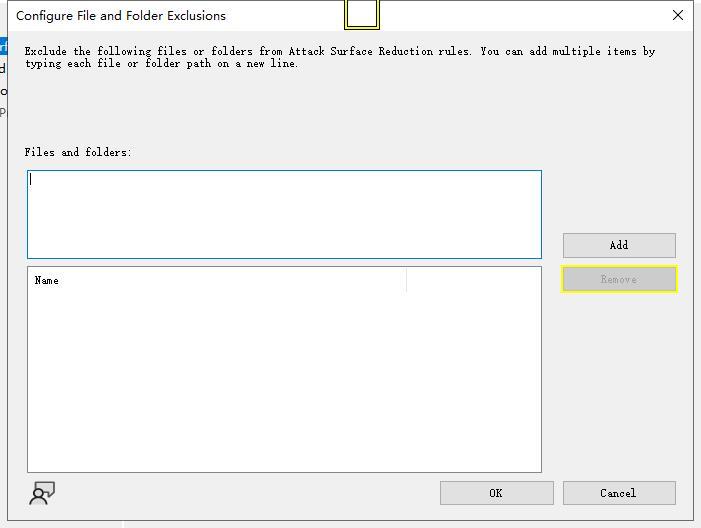 Configure File and Folder Exclusions
Exclude the following files or folders from Attack Surface Reduction rules. You can add multiple items by
typing each file or folder path on a new line.
Files and folders:
Add
Name
Remove
OK
Cancel